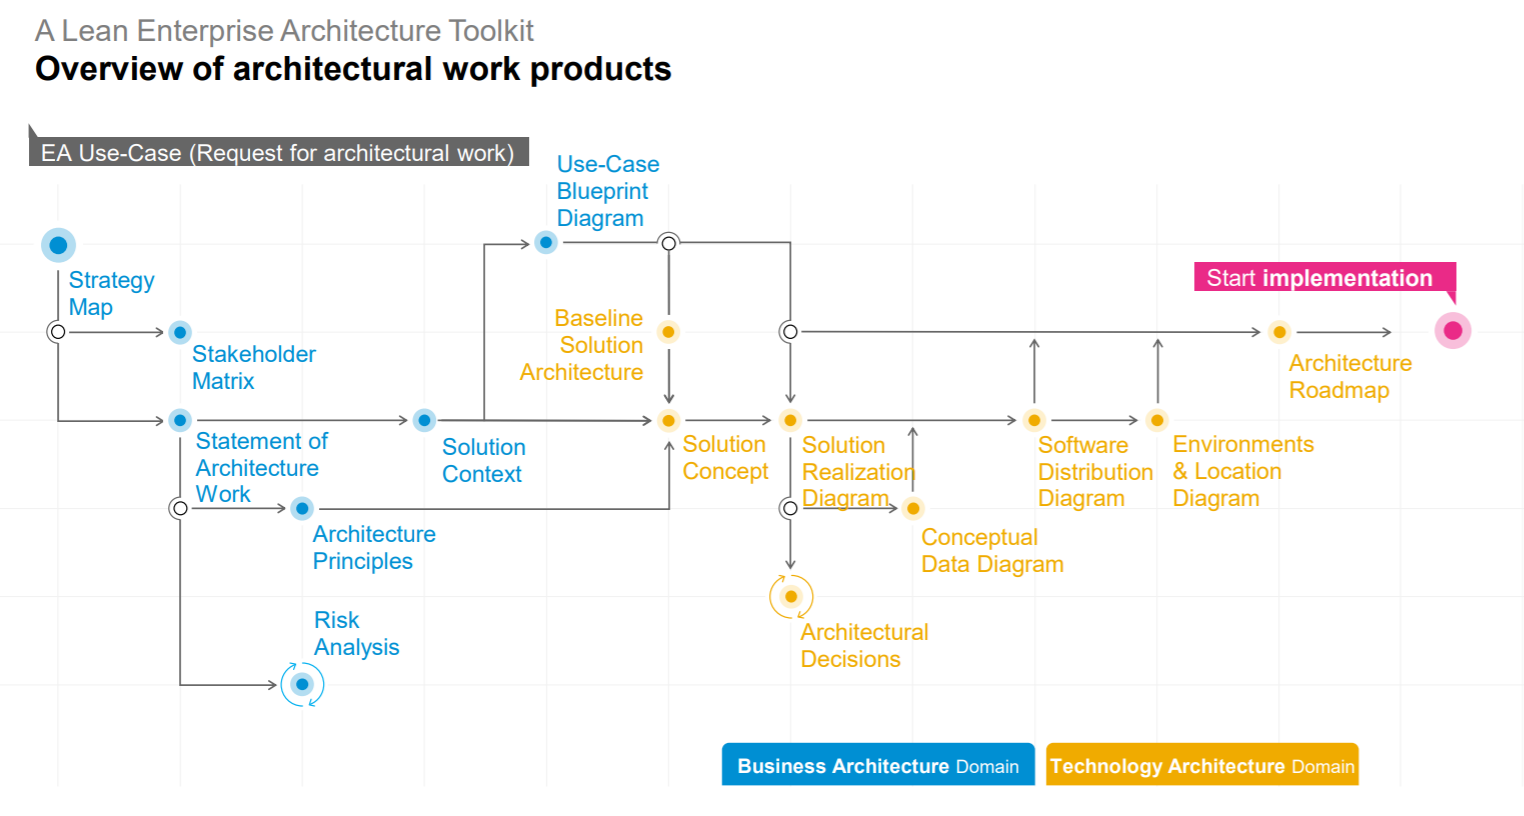 A Lean Enterprise Architecture Toolkit
Overview of architectural work products
EA Use-Case (Request for architectural work)
Use-Case
Blueprint
Diagram
Strategy
Map
Start implementation
Baseline
Solution
Architecture
Stakeholder
Matrix
Architecture
Roadmap
Statement of
Architecture
Work
Solution
Context
Solution
Concept
Solution
Realization
Diagram
Software
Distribution
Diagram
Environments
& Location
Diagram
Architecture
Principles
Conceptual
Data Diagram
Risk
Analysis
Architectural
Decisions
Business Architecture Domain
Technology Architecture Domain